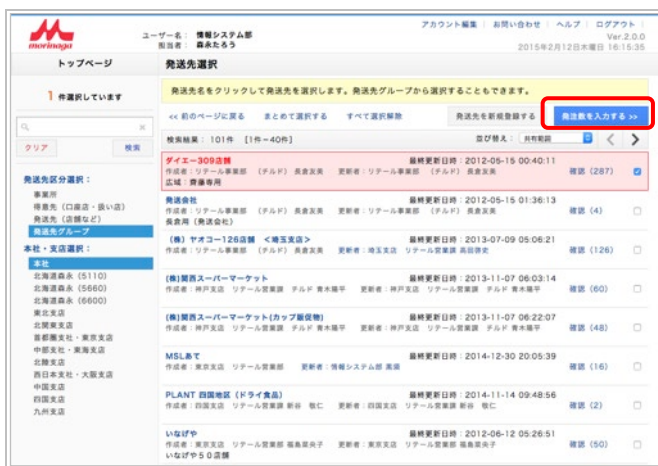 morinaga
ユーザー名： 情報システム部
担当者： 森永たろう
アカウント編集 | お問い合わせ | ヘルプ | ログアウト
Ver.2.0.0
2015年2月12日木曜日 16:15:35
トップページ
発送先選択
1 件選択しています
発送先名をクリックして発送先を選択します。発送先グループから選択することもできます。
<< 前のページに戻る まとめて選択する すべて選択解除 発送先を新規登録する 発注数を入力する >>
クリア 検索
検索結果： 101件 [1件－40件] 並び替え： 共有範囲
発送先区分選択：
事業所
得意先（口座店・扱い店）
発送先（店舗など）
発送先グループ
本社・支店選択：
本社
北海道森永（5110）
北海道森永（5660）
北海道森永（6600）
東北支店
北関東支店
首都圏支社・東京支店
中部支社・東海支店
北陸支店
西日本支社・大阪支店
中国支店
四国支店
九州支店
ダイエー309店舗 最終更新日時：2012-05-15 00:40:11
作成者：リテール事業部 （チルド） 長倉友美 更新者：リテール事業部 （チルド） 長倉友美 確認（287）
広域：齊藤専用
発送会社 最終更新日時：2012-05-15 01:36:13
作成者：リテール事業部 （チルド） 長倉友美 更新者：リテール事業部 （チルド） 長倉友美 確認（4）
長倉用（発送会社）
（株）ヤオコー126店舗 ＜埼玉支店＞ 最終更新日時：2013-07-09 05:06:21
作成者：リテール事業部 （チルド） 長倉友美 更新者：埼玉支店 リテール営業課 高田啓史 確認（126）
(株)関西スーパーマーケット 最終更新日時：2013-11-07 06:03:14
作成者：神戸支店 リテール営業課 チルド 青木陽平 更新者：神戸支店 リテール営業課 チルド 青木陽平 確認（60）
(株)関西スーパーマーケット(カップ販促物) 最終更新日時：2013-11-07 06:22:07
作成者：神戸支店 リテール営業課 チルド 青木陽平 更新者：神戸支店 リテール営業課 チルド 青木陽平 確認（48）
MSLあて 最終更新日時：2014-12-30 20:05:39
作成者：東京支店 リテール営業部 更新者：情報システム部 確認（16）
PLANT 四国地区（ドライ食品） 最終更新日時：2014-11-14 09:48:56
作成者：四国支店 リテール営業課 新谷 敬仁 更新者：四国支店 リテール営業課 新谷 敬仁 確認（2）
いなげや 最終更新日時：2012-06-12 05:26:51
作成者：東京支店 リテール営業部 福島菜央子 更新者：東京支店 リテール営業部 福島菜央子 確認（50）
いなげや５０店舗